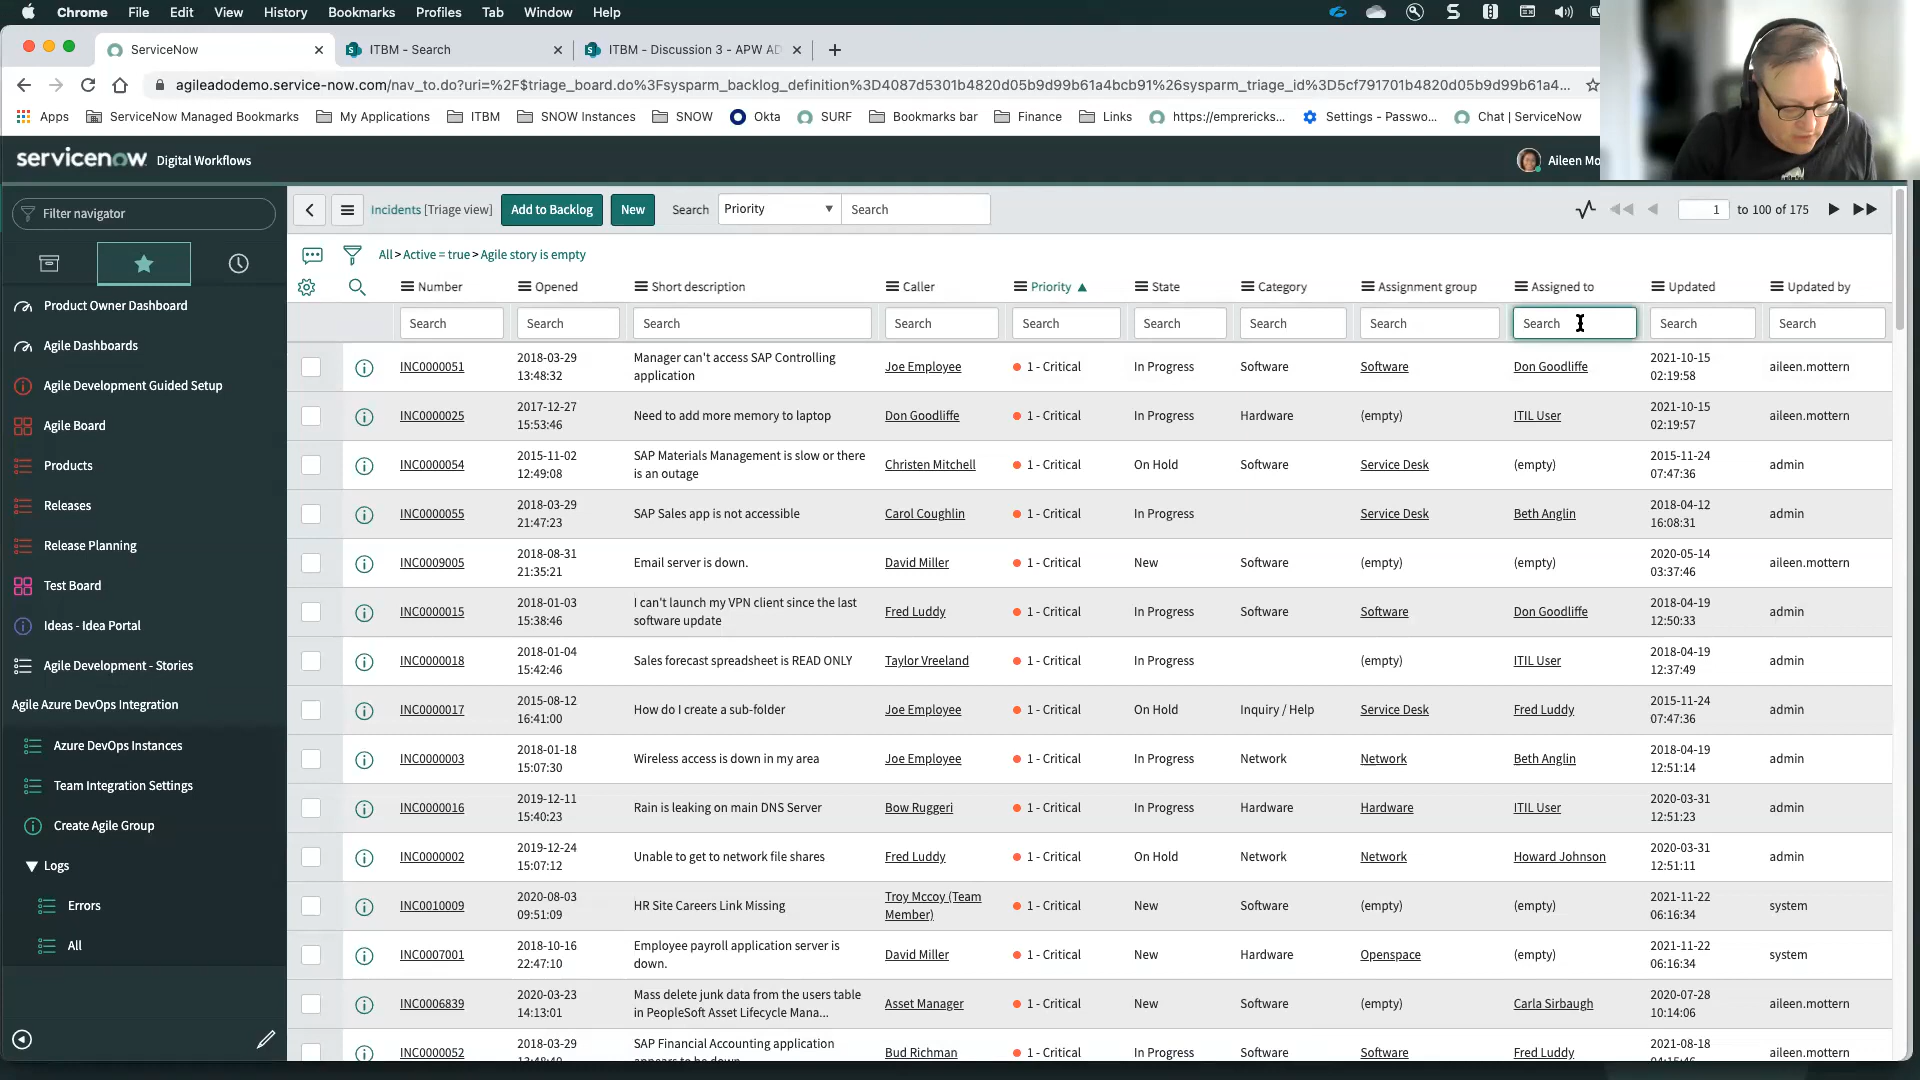 Chrome File Edit View History Bookmarks Profiles Tab Window Help
ServiceNow
ITBM - Search
ITBM - Discussion 3 - APW AD
agileadodemo.service-now.com/nav_to.do?uri=%2F$triage_board.do%3Fsysparm_backlog_definition%3D4087d5301b4820d05b9d99b61a4bcb91%26sysparm_triage_id%3D5cf791701b4820d05b9d99b61a4...
Apps ServiceNow Managed Bookmarks My Applications ITBM SNOW Instances SNOW Okta SURF Bookmarks bar Finance Links https://emprericks... Settings - Passwo... Chat | ServiceNow
servicenow Digital Workflows
Aileen Mo
Filter navigator
Product Owner Dashboard
Agile Dashboards
Agile Development Guided Setup
Agile Board
Products
Releases
Release Planning
Test Board
Ideas - Idea Portal
Agile Development - Stories
Agile Azure DevOps Integration
Azure DevOps Instances
Team Integration Settings
Create Agile Group
Logs
Errors
All
Incidents [Triage view] Add to Backlog New Search Priority Search 1 to 100 of 175
All > Active = true > Agile story is empty
Number Opened Short description Caller Priority State Category Assignment group Assigned to Updated Updated by
Search Search Search Search Search Search Search Search Search Search Search
INC0000051 2018-03-29 13:48:32 Manager can't access SAP Controlling application Joe Employee 1 - Critical In Progress Software Software Don Goodliffe 2021-10-15 02:19:58 aileen.mottern
INC0000025 2017-12-27 15:53:46 Need to add more memory to laptop Don Goodliffe 1 - Critical In Progress Hardware (empty) ITIL User 2021-10-15 02:19:57 aileen.mottern
INC0000054 2015-11-02 12:49:08 SAP Materials Management is slow or there is an outage Christen Mitchell 1 - Critical On Hold Software Service Desk (empty) 2015-11-24 07:47:36 admin
INC0000055 2018-03-29 21:47:23 SAP Sales app is not accessible Carol Coughlin 1 - Critical In Progress Service Desk Beth Anglin 2018-04-12 16:08:31 admin
INC0009005 2018-08-31 21:35:21 Email server is down. David Miller 1 - Critical New Software (empty) (empty) 2020-05-14 03:37:46 aileen.mottern
INC0000015 2018-01-03 15:38:46 I can't launch my VPN client since the last software update Fred Luddy 1 - Critical In Progress Software Software Don Goodliffe 2018-04-19 12:50:33 admin
INC0000018 2018-01-04 15:42:46 Sales forecast spreadsheet is READ ONLY Taylor Vreeland 1 - Critical In Progress (empty) ITIL User 2018-04-19 12:37:49 admin
INC0000017 2015-08-12 16:41:00 How do I create a sub-folder Joe Employee 1 - Critical On Hold Inquiry / Help Service Desk Fred Luddy 2015-11-24 07:47:36 admin
INC0000003 2018-01-18 15:07:30 Wireless access is down in my area Joe Employee 1 - Critical In Progress Network Network Beth Anglin 2018-04-19 12:51:14 admin
INC0000016 2019-12-11 15:40:23 Rain is leaking on main DNS Server Bow Ruggeri 1 - Critical In Progress Hardware Hardware ITIL User 2020-03-31 12:51:23 admin
INC0000002 2019-12-24 15:07:12 Unable to get to network file shares Fred Luddy 1 - Critical On Hold Network Network Howard Johnson 2020-03-31 12:51:11 admin
INC0010009 2020-08-03 09:51:09 HR Site Careers Link Missing Troy Mccoy (Team Member) 1 - Critical New Software (empty) (empty) 2021-11-22 06:16:34 system
INC0007001 2018-10-16 22:47:10 Employee payroll application server is down. David Miller 1 - Critical New Hardware Openspace (empty) 2021-11-22 06:16:34 system
INC0006839 2020-03-23 14:13:01 Mass delete junk data from the users table in PeopleSoft Asset Lifecycle Mana... Asset Manager 1 - Critical New Software (empty) Carla Sirbaugh 2020-07-28 10:14:06 aileen.mottern
INC0000052 2018-03-29 SAP Financial Accounting application Bud Richman 1 - Critical In Progress Software Software Fred Luddy 2021-08-18 aileen.mottern